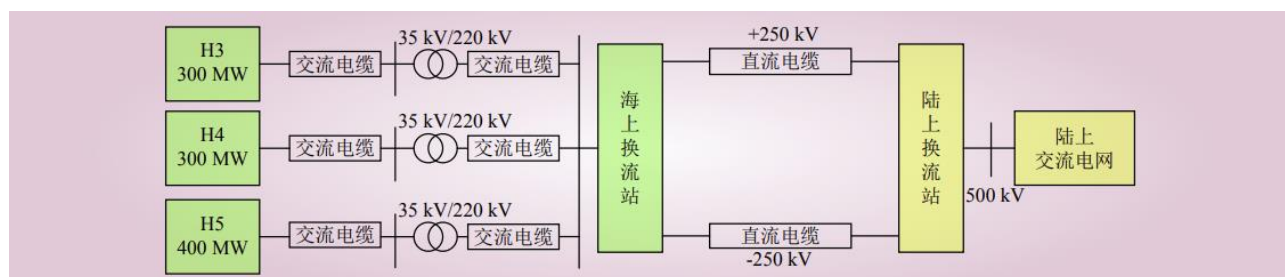 H3
300 MW
交流电缆
35 kV/220 kV
交流电缆
H4
300 MW
交流电缆
35 kV/220 kV
交流电缆
H5
400 MW
交流电缆
35 kV/220 kV
交流电缆
海上换流站
+250 kV
直流电缆
直流电缆
-250 kV
陆上换流站
500 kV
陆上
交流电网